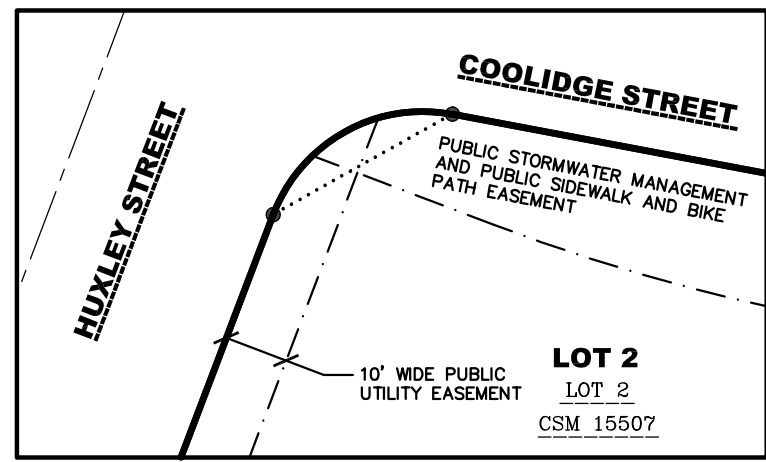 COOLIDGE STREET
HUXLEY STREET
PUBLIC STORMWATER MANAGEMENT
AND PUBLIC SIDEWALK AND BIKE
PATH EASEMENT
10' WIDE PUBLIC
UTILITY EASEMENT
LOT 2
LOT 2
CSM 15507